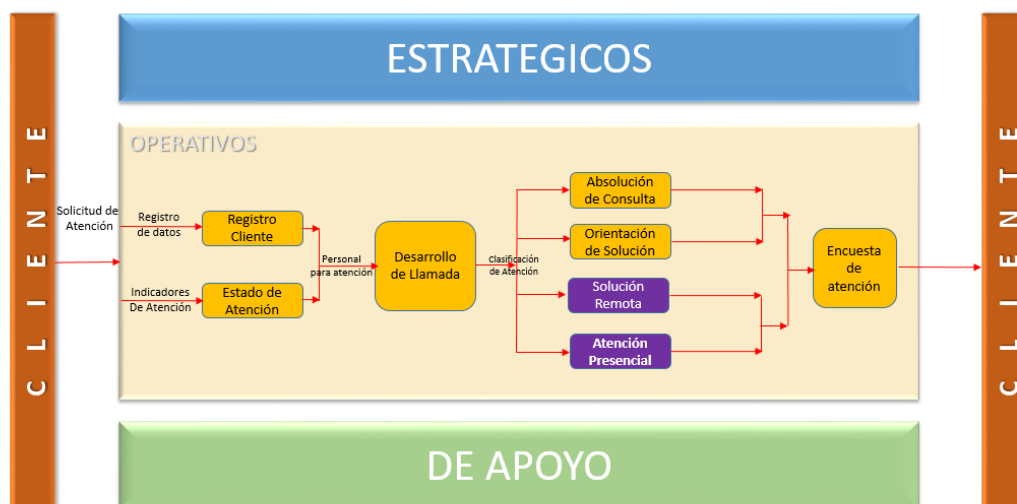 ESTRATEGICOS
CLIENTE
OPERATIVOS
Solicitud de
Atención
Registro
de datos
Registro
Cliente
Indicadores
De Atención
Estado de
Atención
Personal
para atención
Desarrollo
de Llamada
Clasificación
de Atención
Absolución
de Consulta
Orientación
de Solución
Solución
Remota
Atención
Presencial
Encuesta
de
atención
CLIENTE
DE APOYO